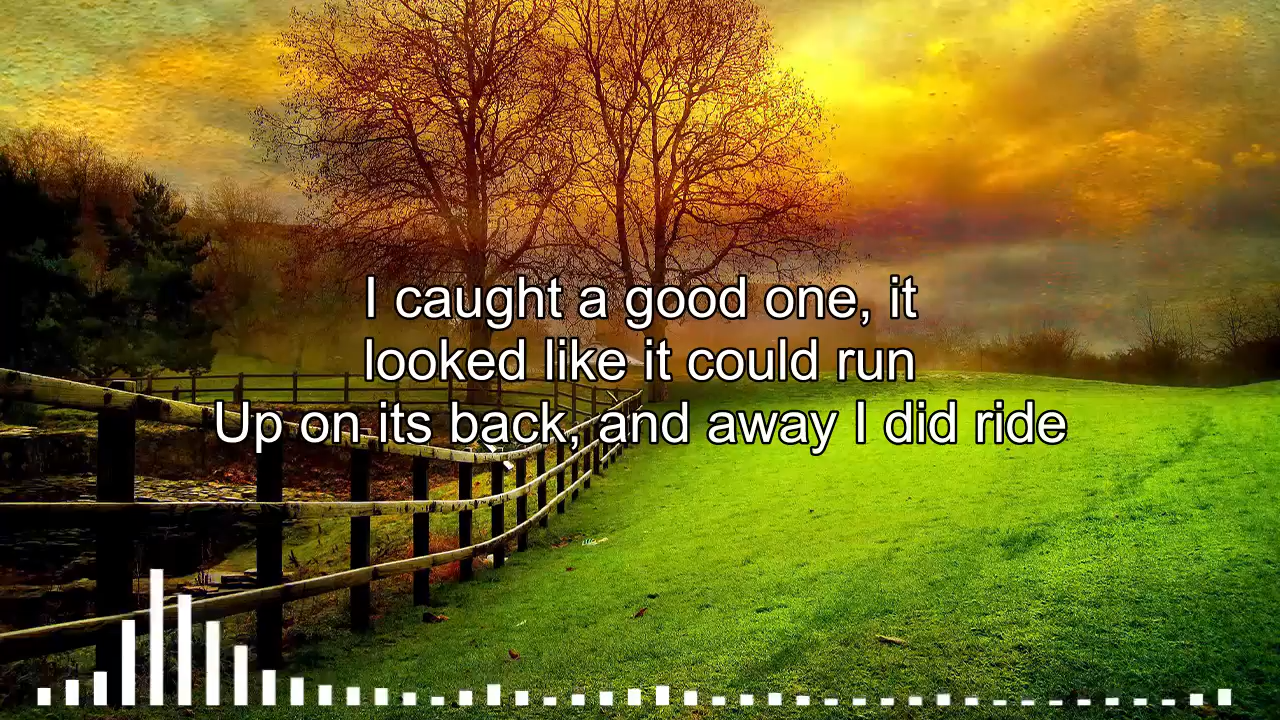 I caught a good one, it
looked like it could run
Up on its back, and away I did ride